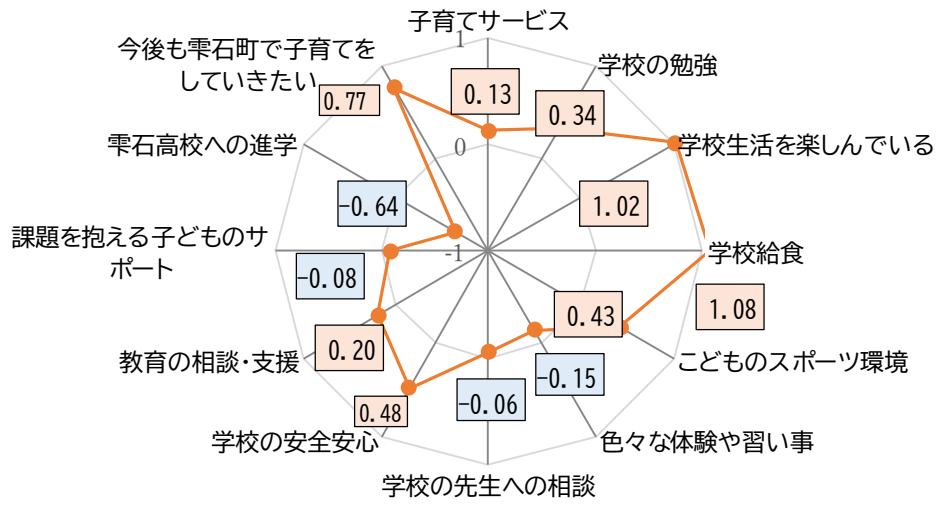 子育てサービス
1
今後も雫石町で子育てを
していきたい
学校の勉強
0.77
0.13
0.34
雫石高校への進学
0
学校生活を楽しんでいる
-0.64
1.02
課題を抱える子どものサ
ポート
-1
学校給食
-0.08
0.43
1.08
教育の相談・支援
0.20
こどものスポーツ環境
-0.15
-0.06
0.48
学校の安全安心
色々な体験や習い事
学校の先生への相談